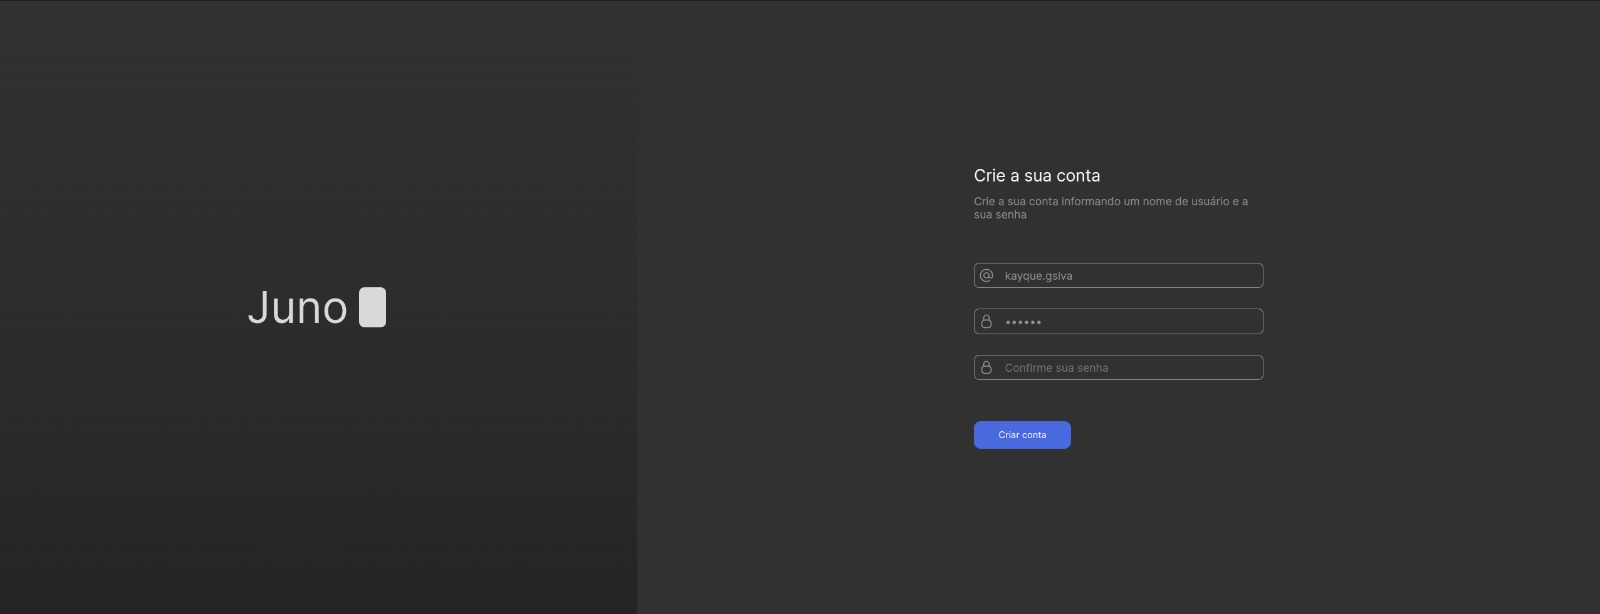 Juno
Crie a sua conta
Crie a sua conta informando um nome de usuário e a
sua senha
kayque.gsiva
••••••
Confirme sua senha
Criar conta